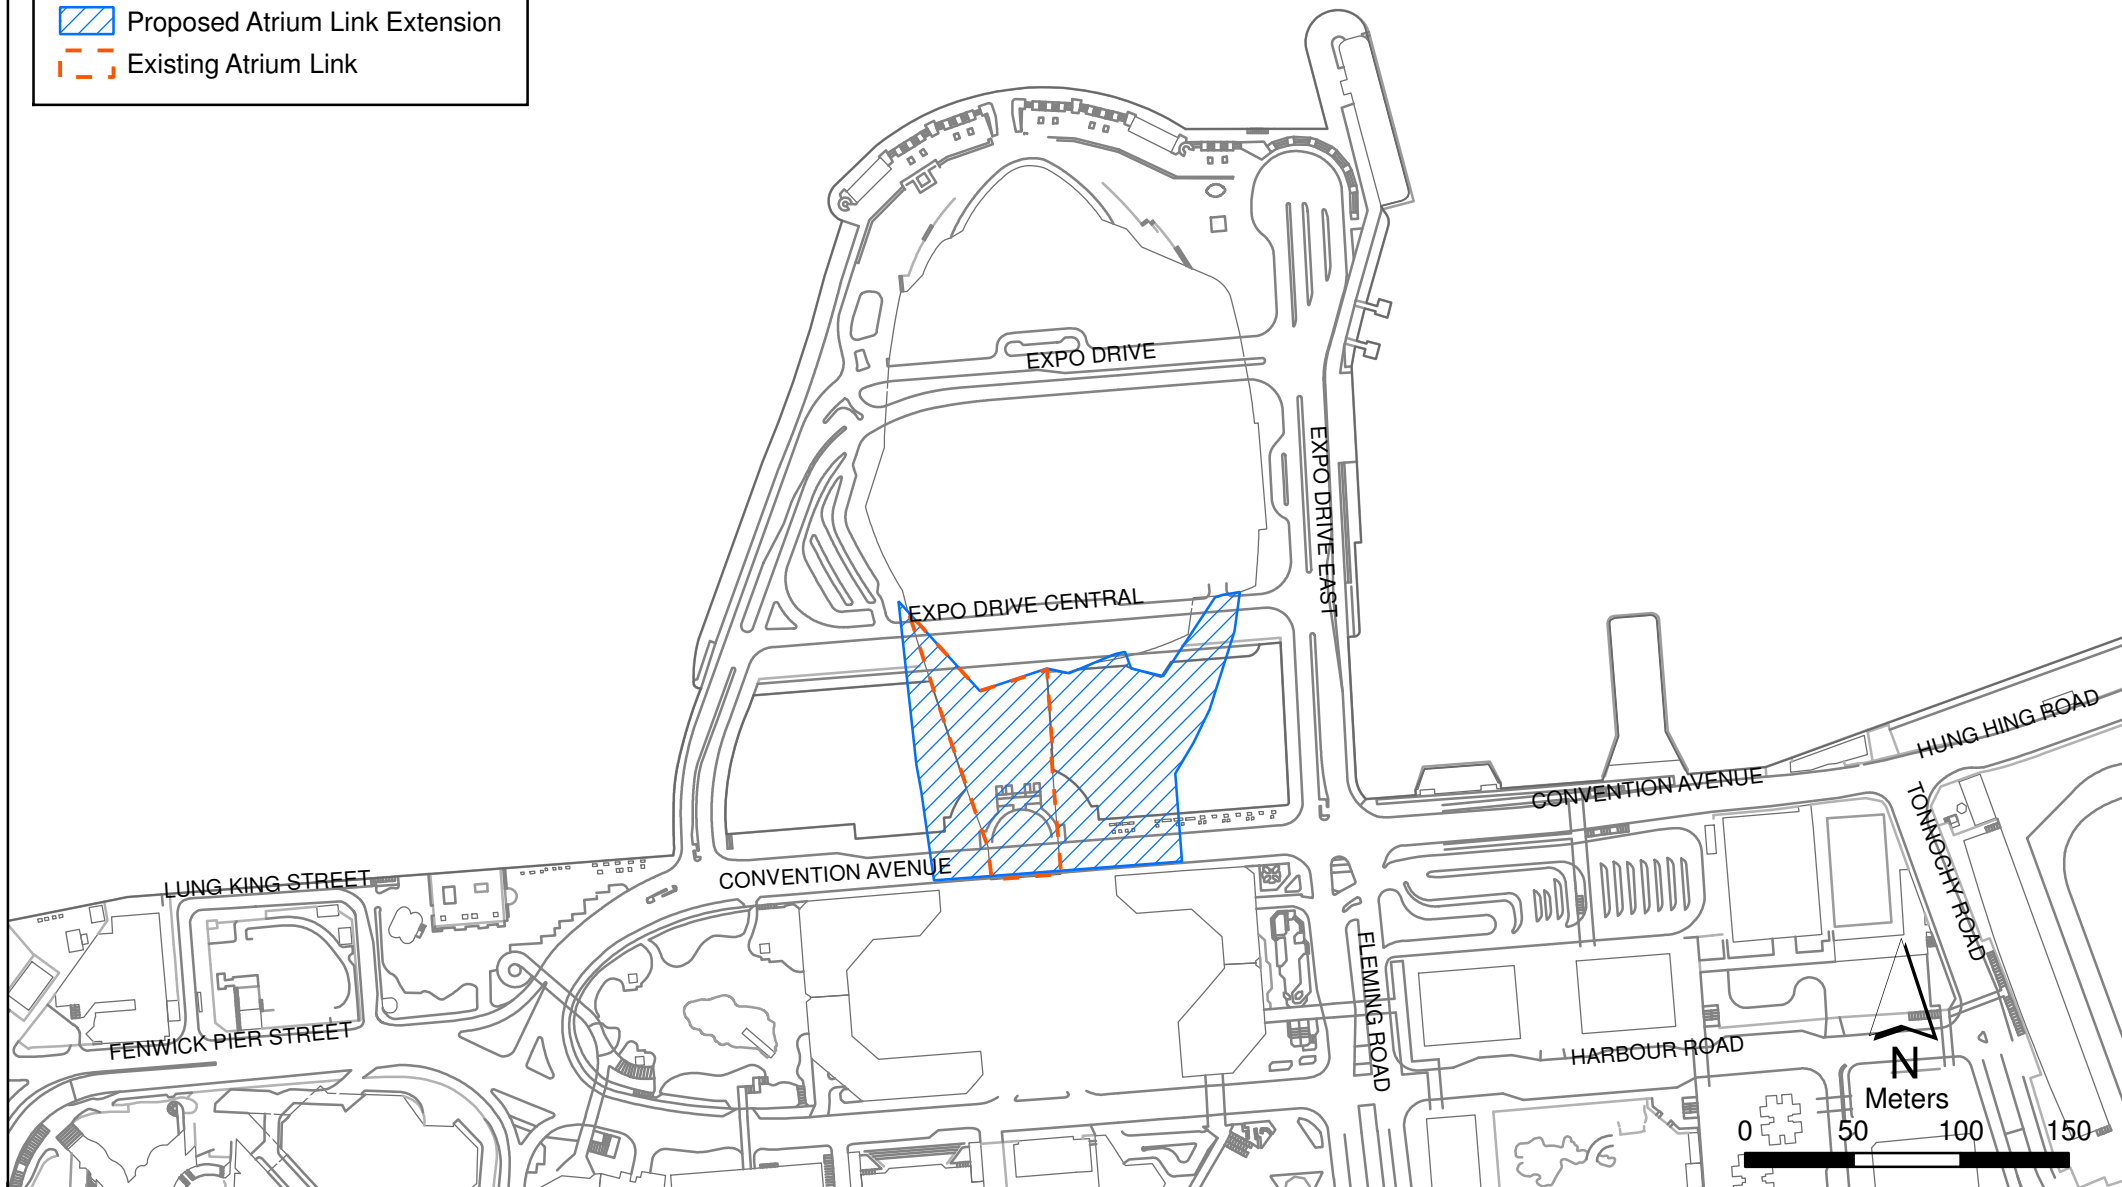 Proposed Atrium Link Extension
Existing Atrium Link
EXPO DRIVE
EXPO DRIVE EAST
EXPO DRIVE CENTRAL
HUNG HING ROAD
CONVENTION AVENUE
TONNOCHY ROAD
CONVENTION AVENUE
LUNG KING STREET
FLEMING ROAD
FENWICK PIER STREET
HARBOUR ROAD
N
Meters
0 50 100 150